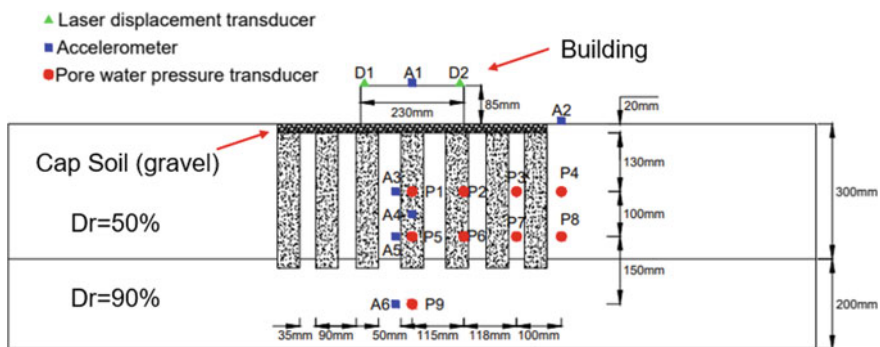 Laser displacement transducer
Accelerometer
Pore water pressure transducer
Building
D1 A1 D2
85mm
230mm
A2
20mm
Cap Soil (gravel)
130mm
A3 P1 P2 P3 P4
300mm
Dr=50%
A4
100mm
A5 P5 P6 P7 P8
150mm
Dr=90%
A6 P9
200mm
35mm 90mm 50mm 115mm 118mm 100mm